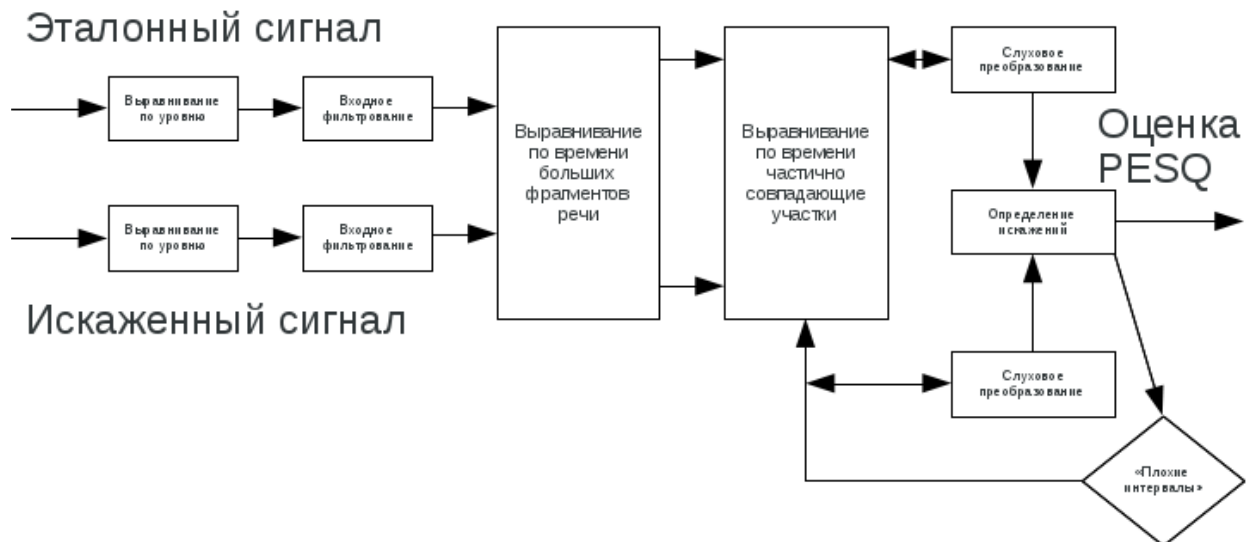 Эталонный сигнал
Выравнивание
по уровню
Входное
фильтрование
Выравнивание
по времени
больших
фрагментов
речи
Выравнивание
по времени
частично
совпадающие
участки
Слуховое
преобразование
Оценка
PESQ
Выравнивание
по уровню
Входное
фильтрование
Определение
искажений
Искаженный сигнал
Слуховое
преобразование
«Плохие
интервалы»